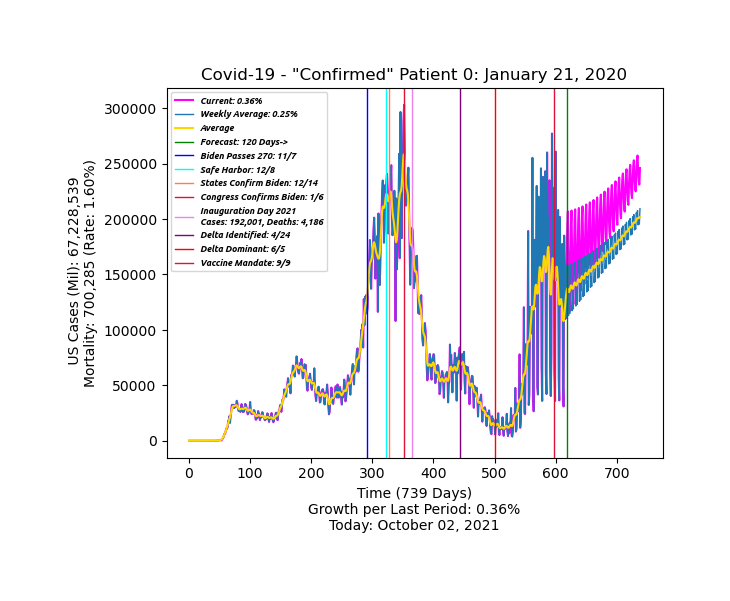 Covid-19 - "Confirmed" Patient 0: January 21, 2020
US Cases (Mil): 67,228,539
Mortality: 700,285 (Rate: 1.60%)
300000
250000
200000
150000
100000
50000
0
Current: 0.36%
Weekly Average: 0.25%
Average
Forecast: 120 Days->
Biden Passes 270: 11/7
Safe Harbor: 12/8
States Confirm Biden: 12/14
Congress Confirms Biden: 1/6
Inauguration Day 2021
Cases: 192,001, Deaths: 4,186
Delta Identified: 4/24
Delta Dominant: 6/5
Vaccine Mandate: 9/9
0 100 200 300 400 500 600 700
Time (739 Days)
Growth per Last Period: 0.36%
Today: October 02, 2021